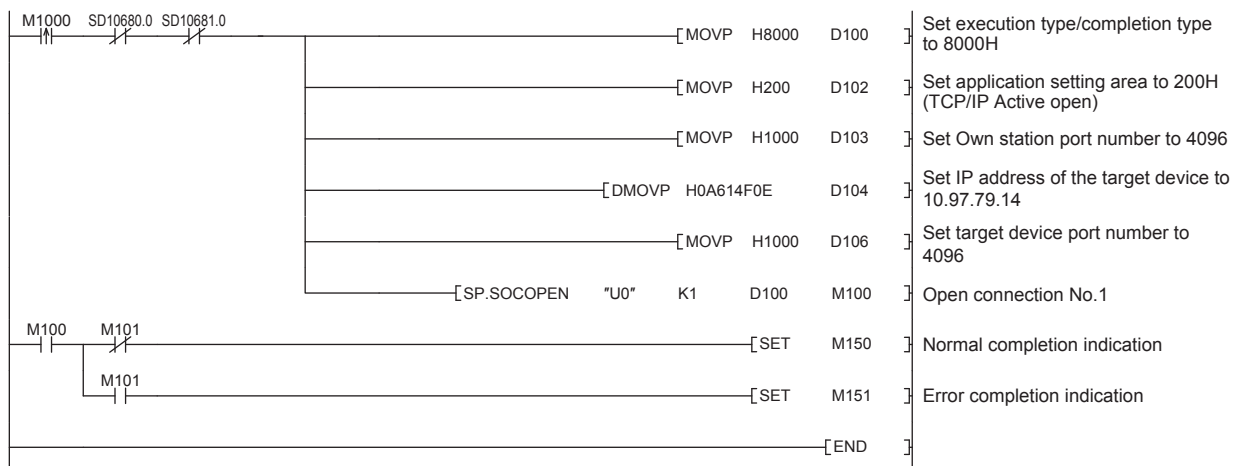 M1000 SD10680.0 SD10681.0
MOVP H8000 D100
Set execution type/completion type
to 8000H
MOVP H200 D102
Set application setting area to 200H
(TCP/IP Active open)
MOVP H1000 D103
Set Own station port number to 4096
DMOVP H0A614F0E D104
Set IP address of the target device to
10.97.79.14
MOVP H1000 D106
Set target device port number to
4096
SP.SOCOPEN "U0" K1 D100 M100
Open connection No.1
M100 M101
SET M150
Normal completion indication
M101
SET M151
Error completion indication
END